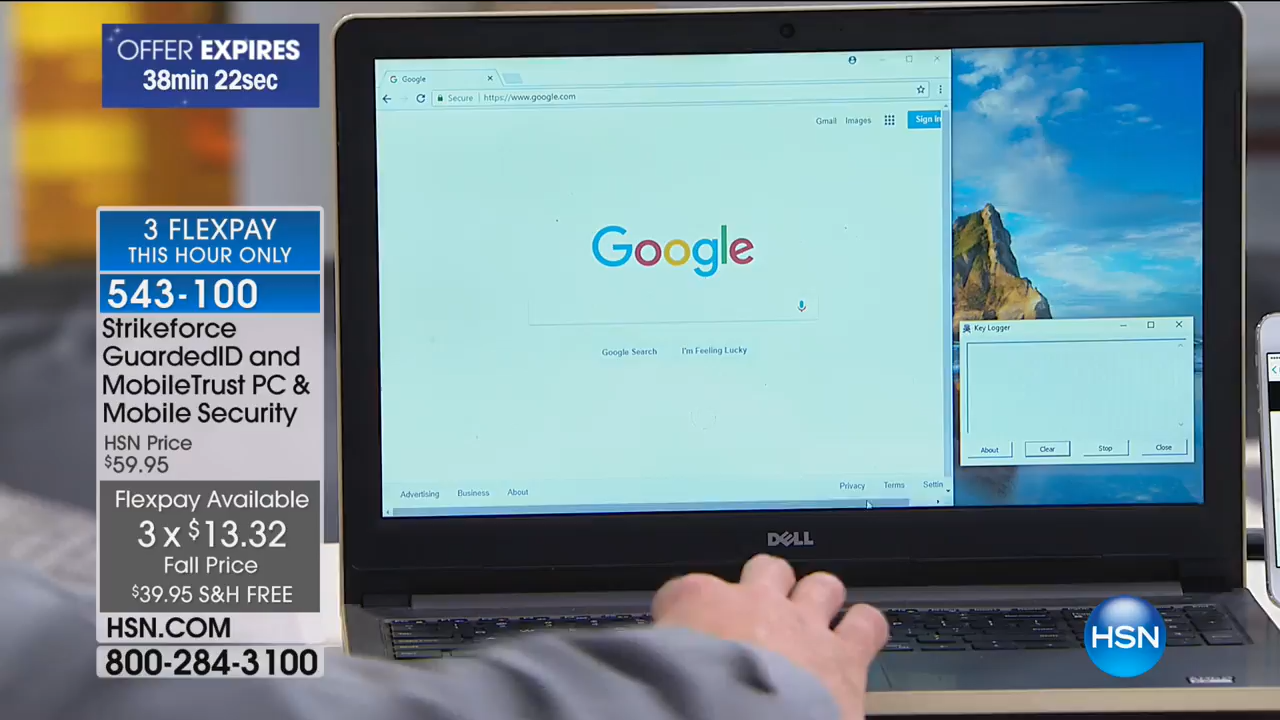 OFFER EXPIRES
38min 22sec
3 FLEXPAY
THIS HOUR ONLY
543-100
Strikeforce
GuardedID and
MobileTrust PC &
Mobile Security
HSN Price
$59.95
Flexpay Available
3 x $13.32
Fall Price
$39.95 S&H FREE
HSN.COM
800-284-3100
Google
Secure
https://www.google.com
Gmail Images
Sign in
Google
Google Search I'm Feeling Lucky
Advertising Business About
Privacy Terms Settin
Key Logger
About Clear Stop Close
DELL
HSN